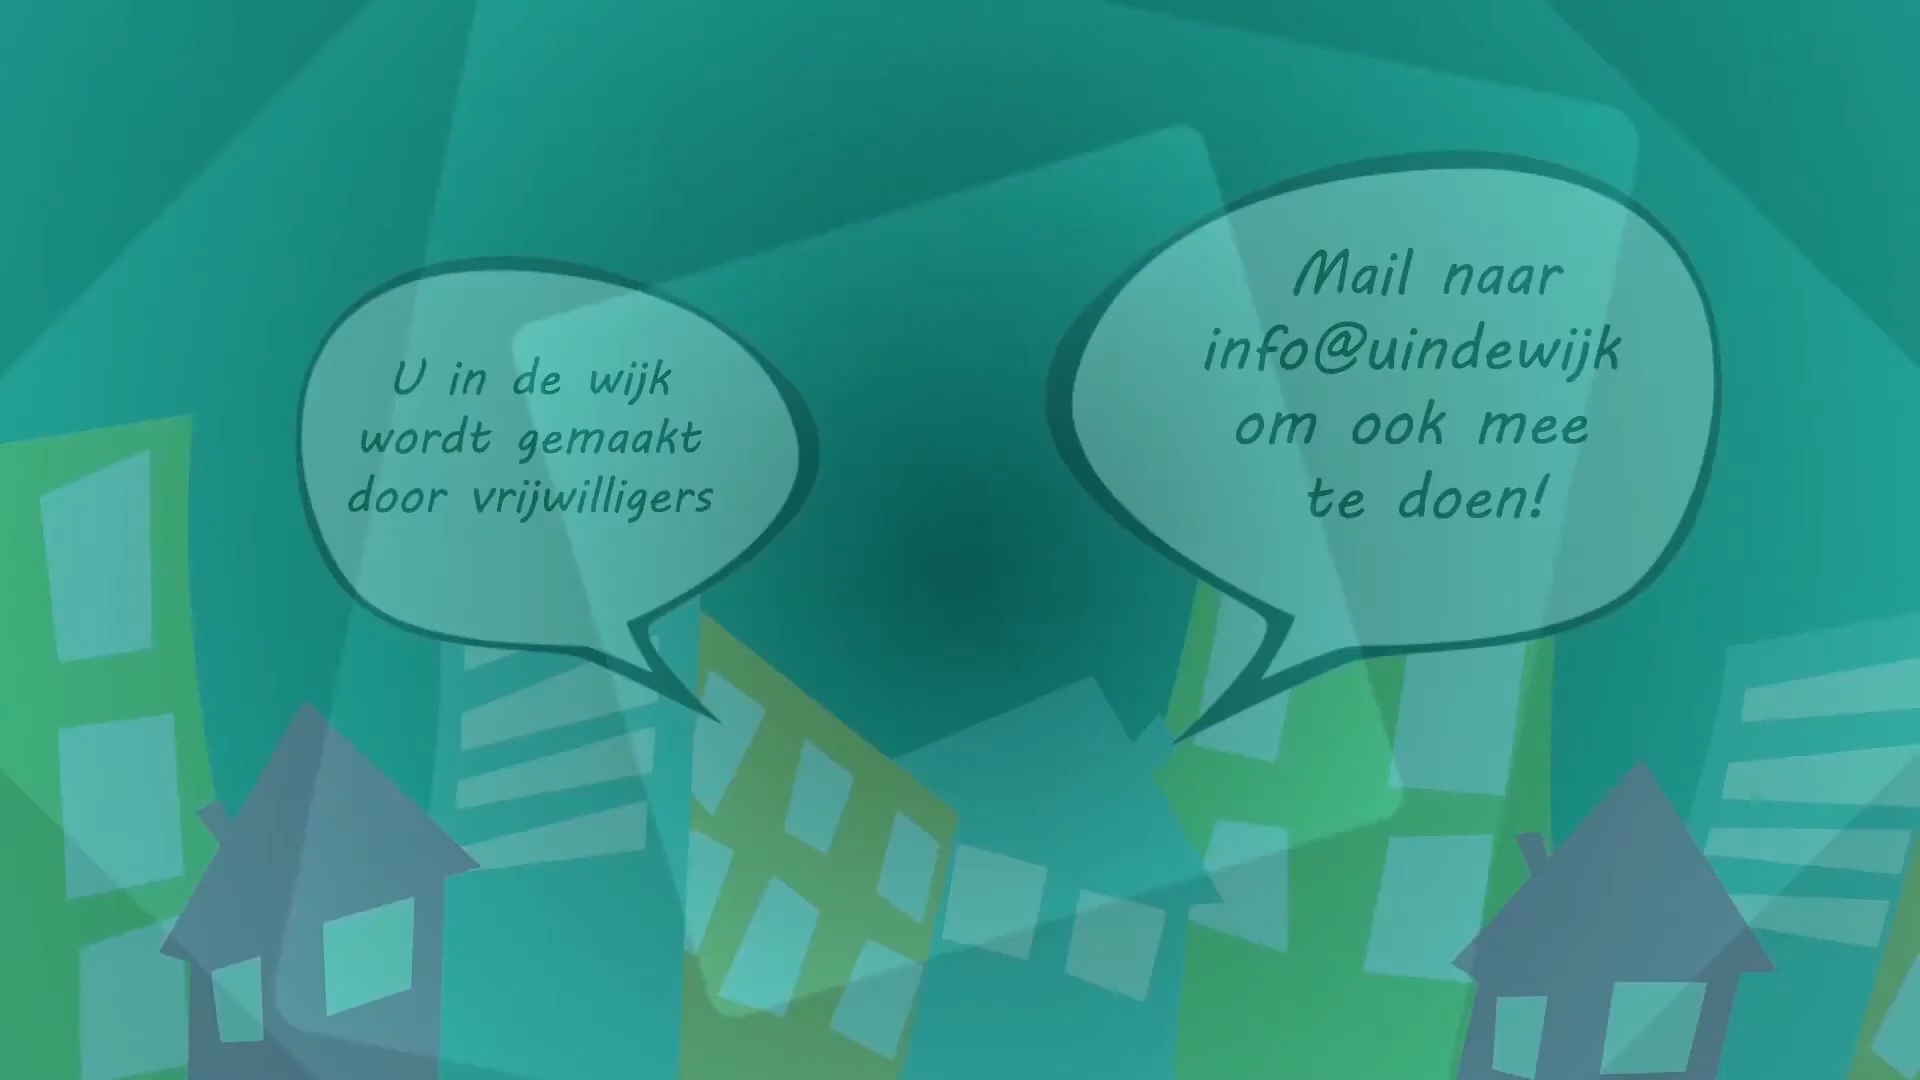 U in de wijk
wordt gemaakt
door vrijwilligers
Mail naar
info@uindewijk
om ook mee
te doen!